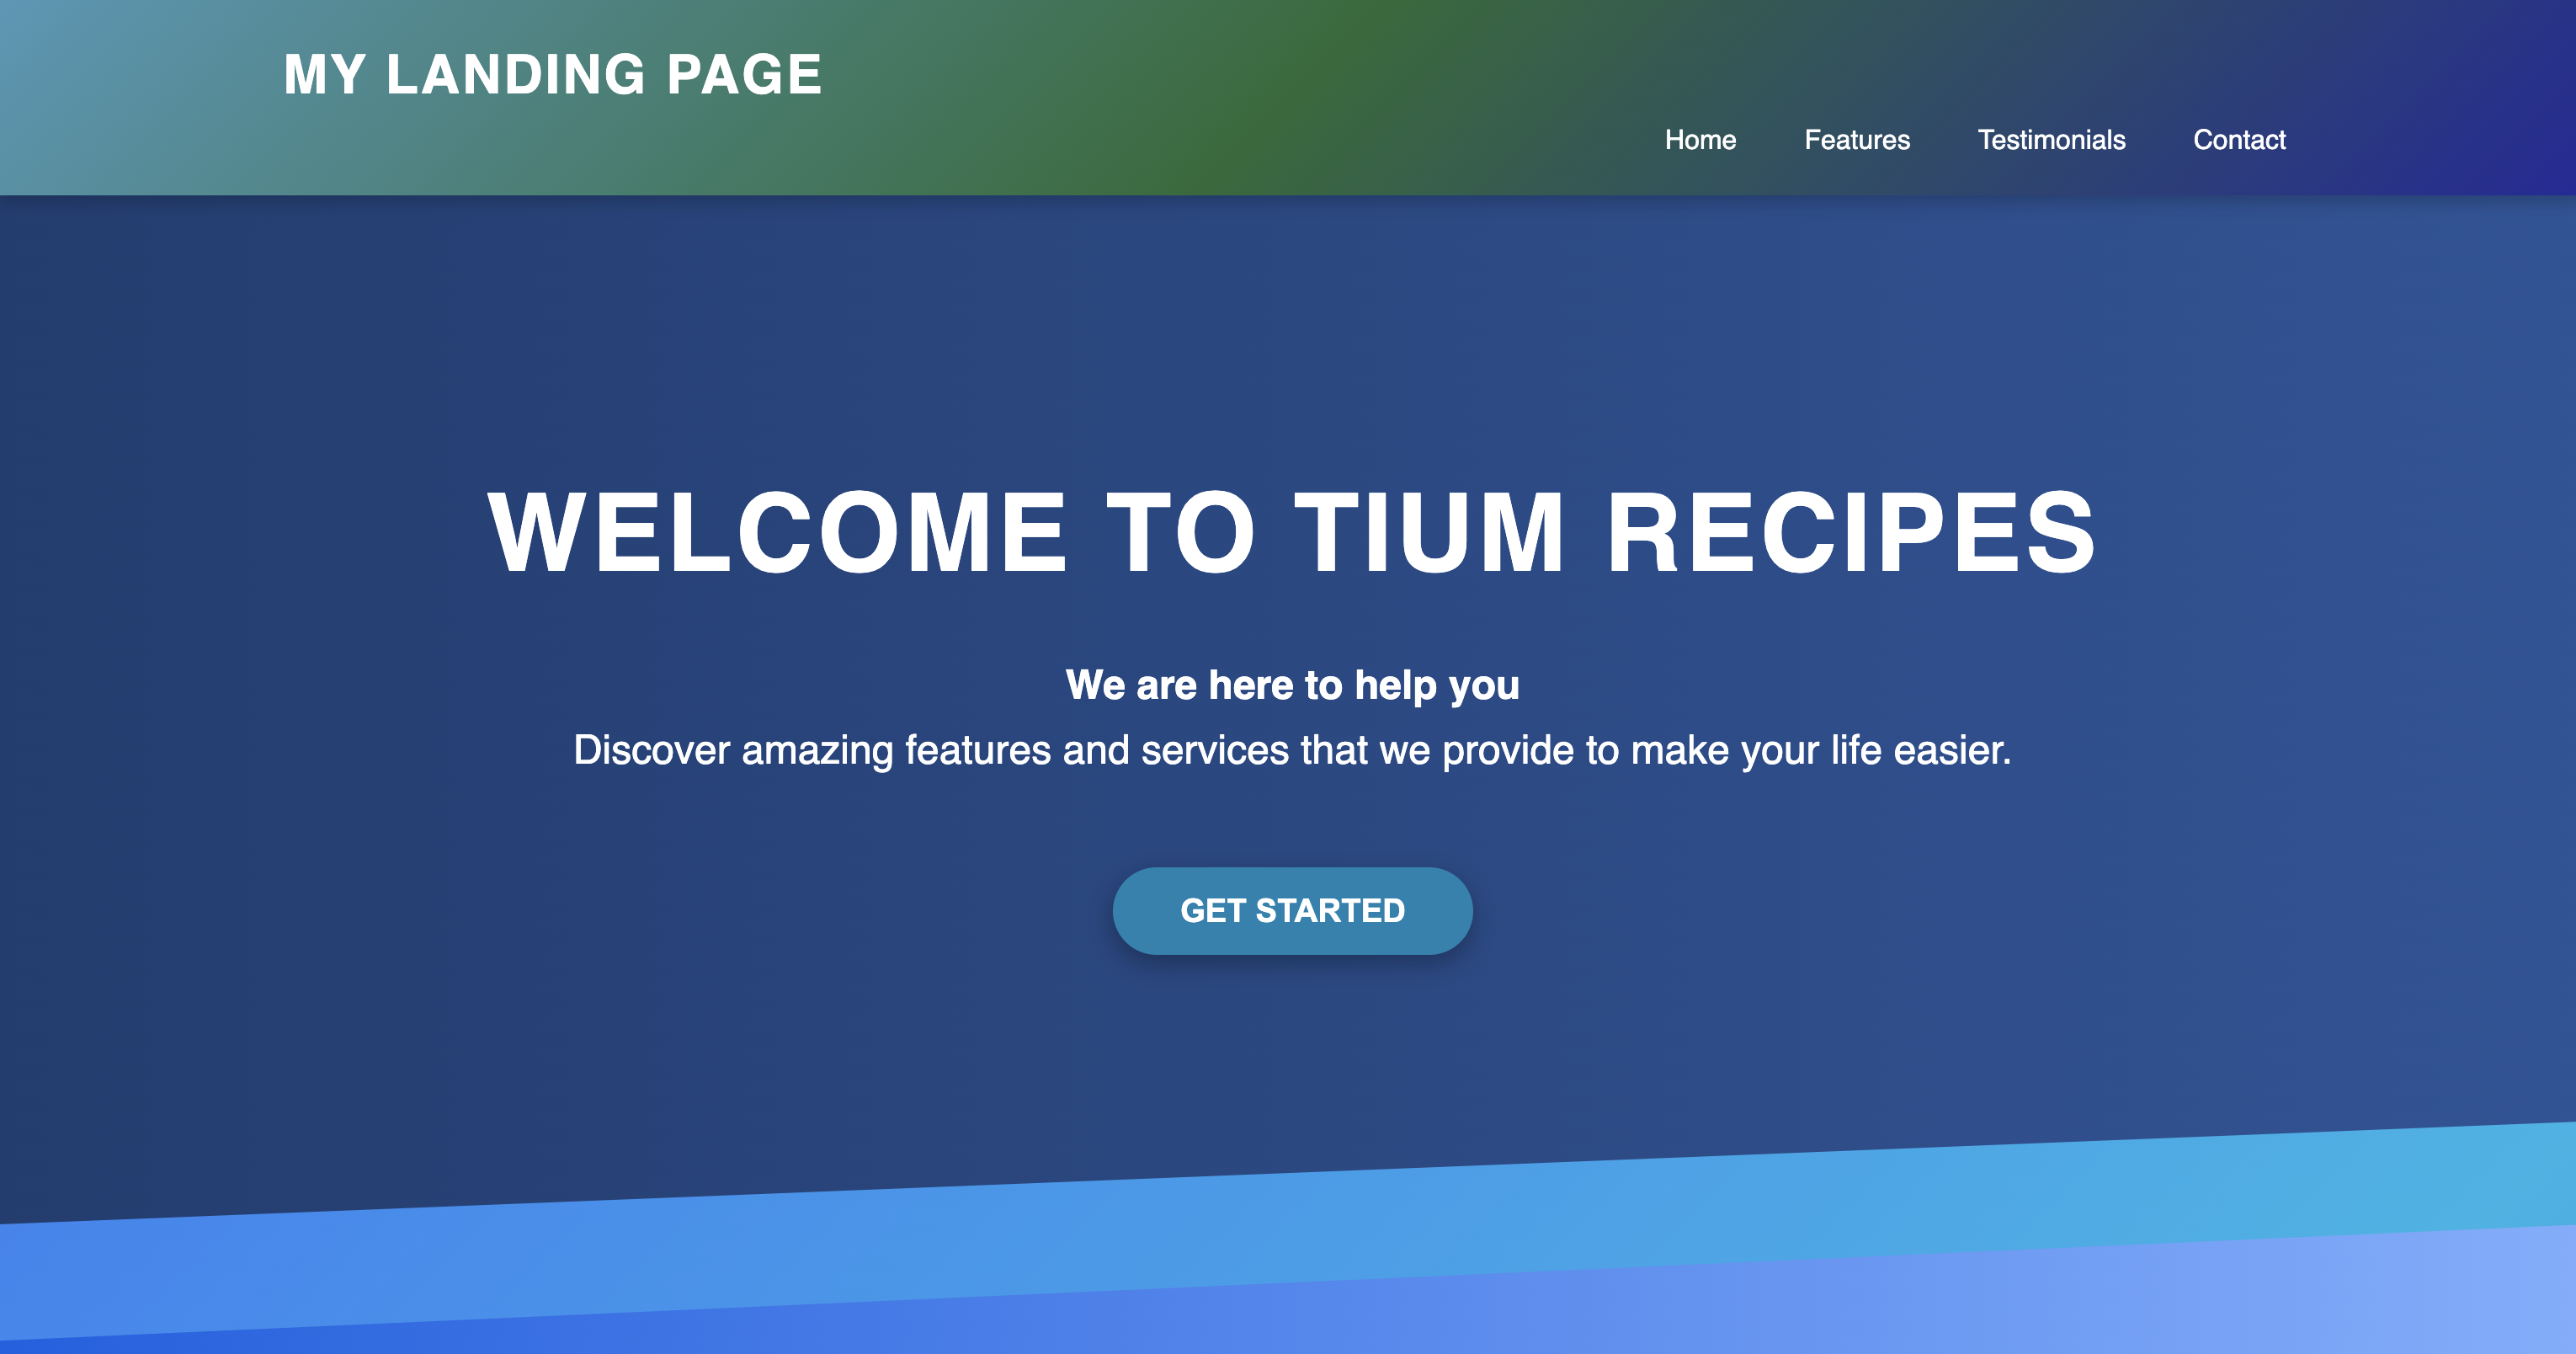 MY LANDING PAGE
Home Features Testimonials Contact
WELCOME TO TIUM RECIPES
We are here to help you
Discover amazing features and services that we provide to make your life easier.
GET STARTED